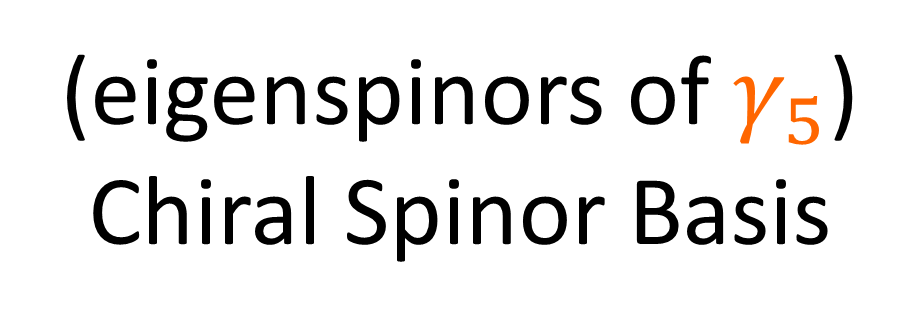 (eigenspinors of γ₅)
Chiral Spinor Basis